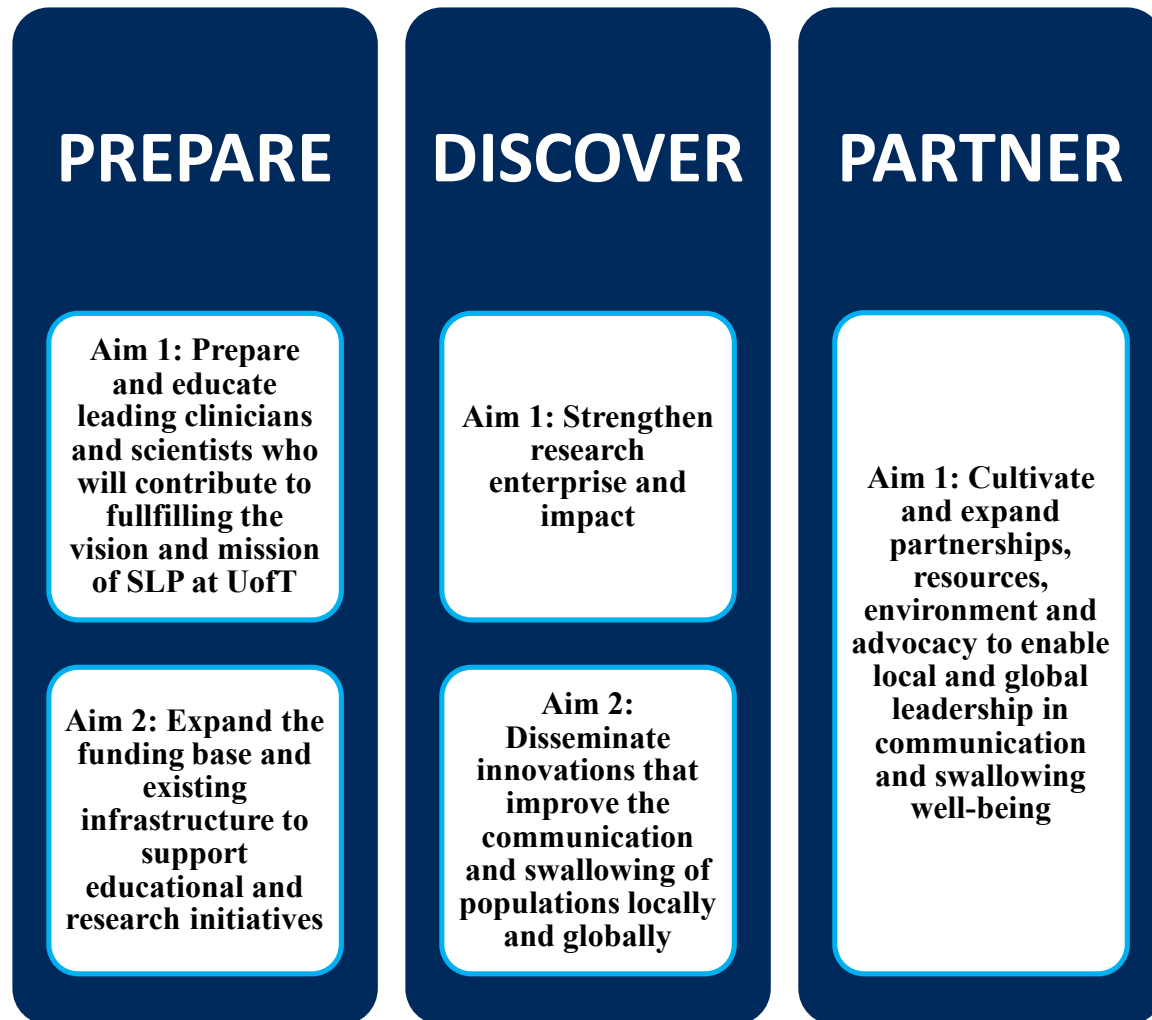 PREPARE
Aim 1: Prepare
and educate
leading clinicians
and scientists who
will contribute to
fullfilling the
vision and mission
of SLP at UofT
Aim 2: Expand the
funding base and
existing
infrastructure to
support
educational and
research initiatives
DISCOVER
Aim 1: Strengthen
research
enterprise and
impact
Aim 2:
Disseminate
innovations that
improve the
communication
and swallowing of
populations locally
and globally
PARTNER
Aim 1: Cultivate
and expand
partnerships,
resources,
environment and
advocacy to enable
local and global
leadership in
communication
and swallowing
well-being